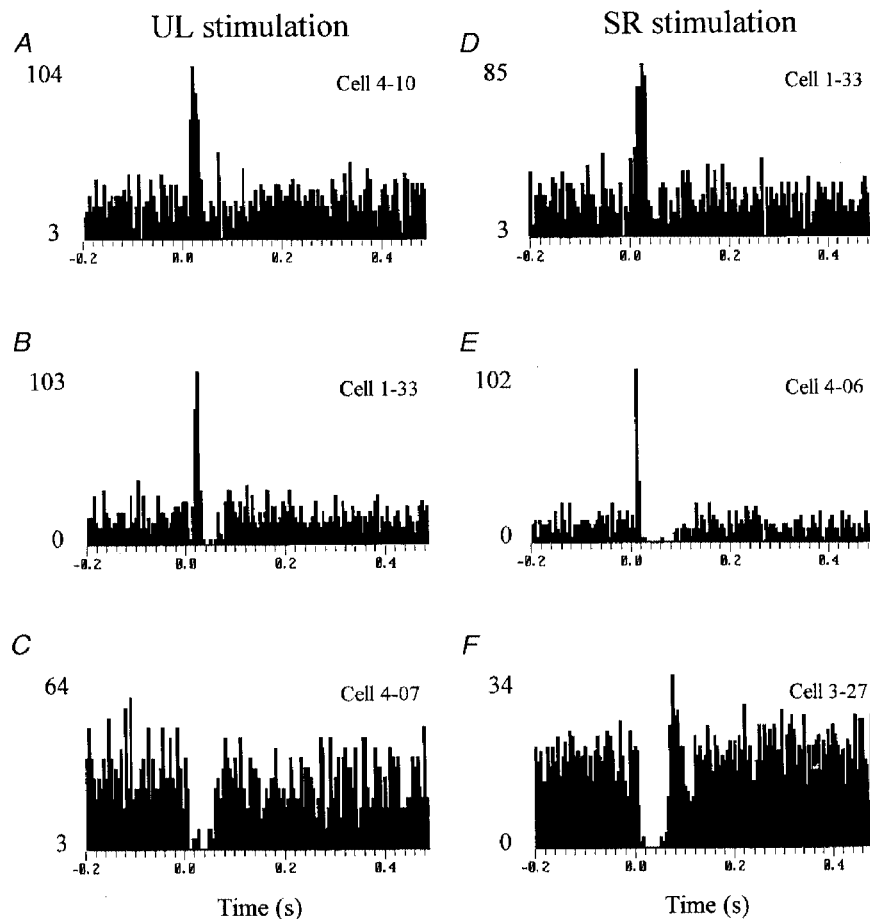 UL stimulation
A
104
Cell 4-10
3
-0.2 0.0 0.2 0.4
B
103
Cell 1-33
0
-0.2 0.0 0.2 0.4
C
64
Cell 4-07
3
-0.2 0.0 0.2 0.4
Time (s)
SR stimulation
D
85
Cell 1-33
3
-0.2 0.0 0.2 0.4
E
102
Cell 4-06
0
-0.2 0.0 0.2 0.4
F
34
Cell 3-27
0
-0.2 0.0 0.2 0.4
Time (s)